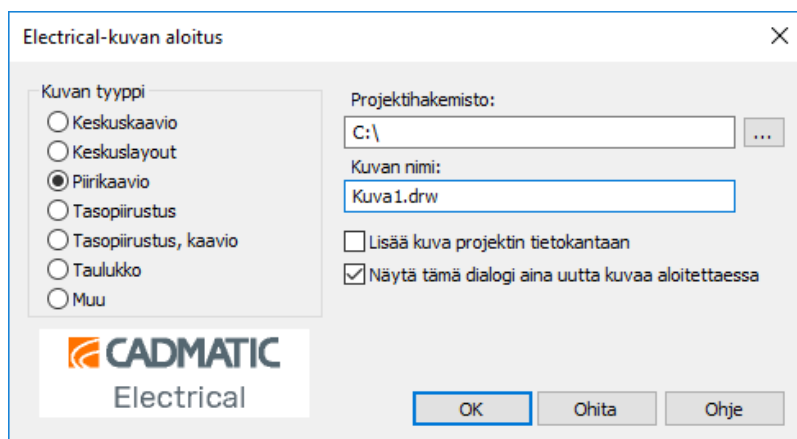 Electrical-kuvan aloitus
Kuvan tyyppi
Keskuskaavio
Keskuslayout
Piirikaavio
Tasopiirustus
Tasopiirustus, kaavio
Taulukko
Muu
Projektihakemisto:
C:\
...
Kuvan nimi:
Kuva1.drw
Lisää kuva projektin tietokantaan
Näytä tämä dialogi aina uutta kuvaa aloitettaessa
CADMATIC
Electrical
OK
Ohita
Ohje